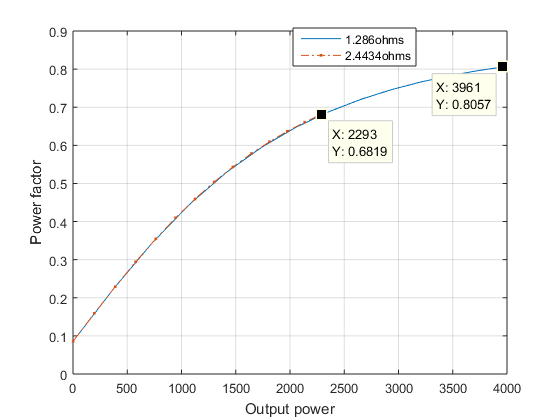 1.286ohms
2.4434ohms
0.9
0.8
0.7
0.6
0.5
0.4
0.3
0.2
0.1
0
Power factor
X: 3961
Y: 0.8057
X: 2293
Y: 0.6819
0 500 1000 1500 2000 2500 3000 3500 4000
Output power